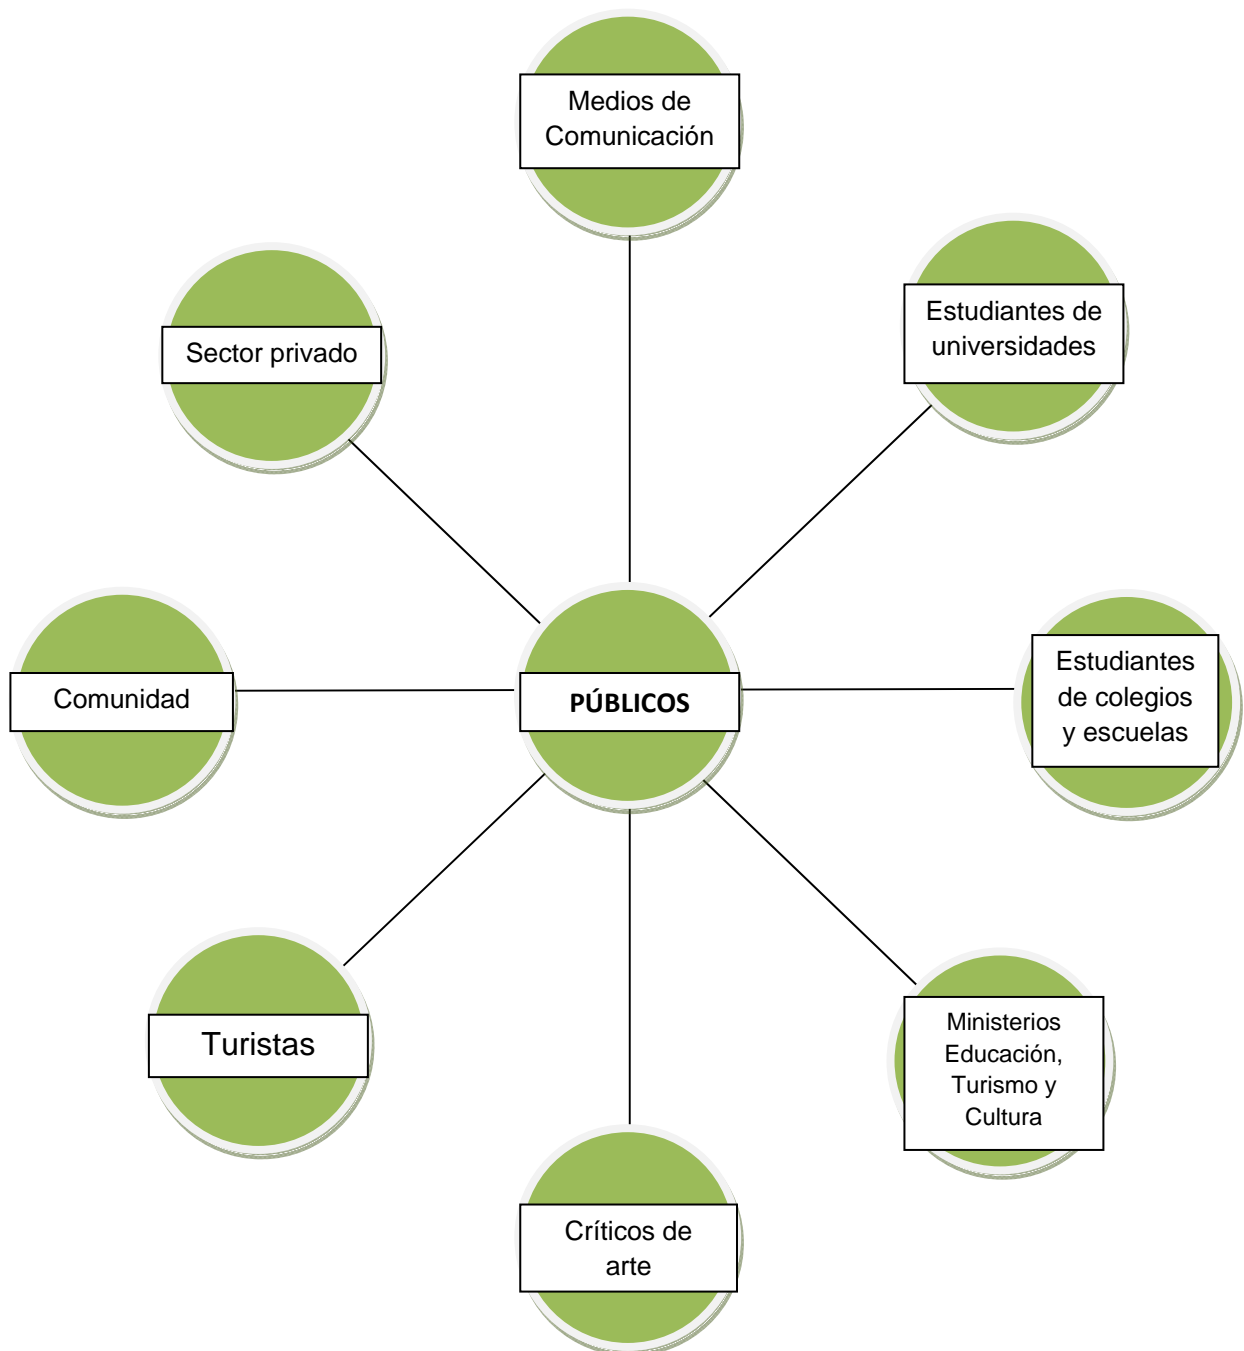 Medios de
Comunicación
Estudiantes de
universidades
Sector privado
Estudiantes
de colegios
y escuelas
Comunidad
PÚBLICOS
Ministerios
Educación,
Turismo y
Cultura
Turistas
Críticos de
arte